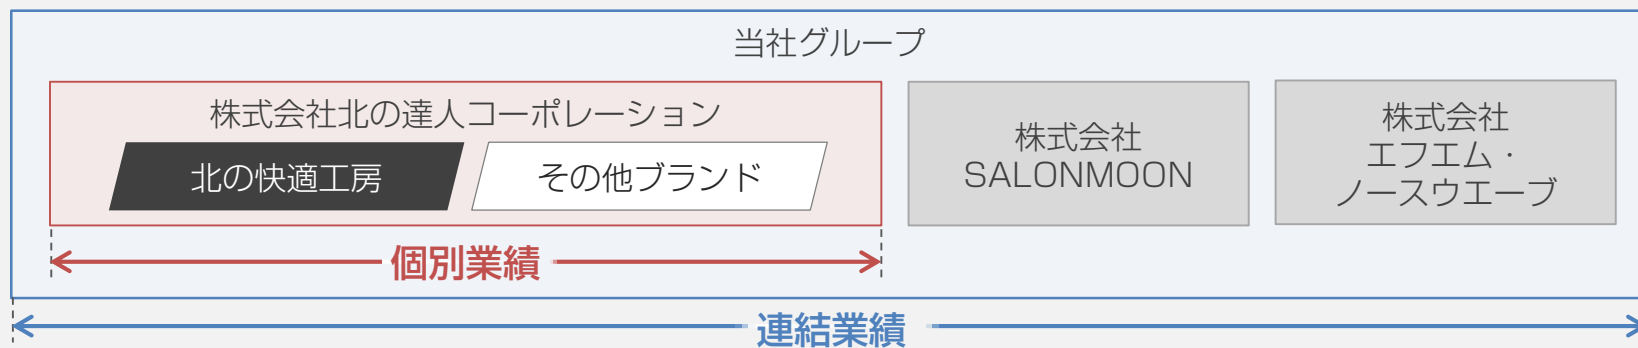 当社グループ
株式会社北の達人コーポレーション
北の快適工房
その他ブランド
株式会社
SALONMOON
株式会社
エフエム・
ノースウエーブ
個別業績
連結業績